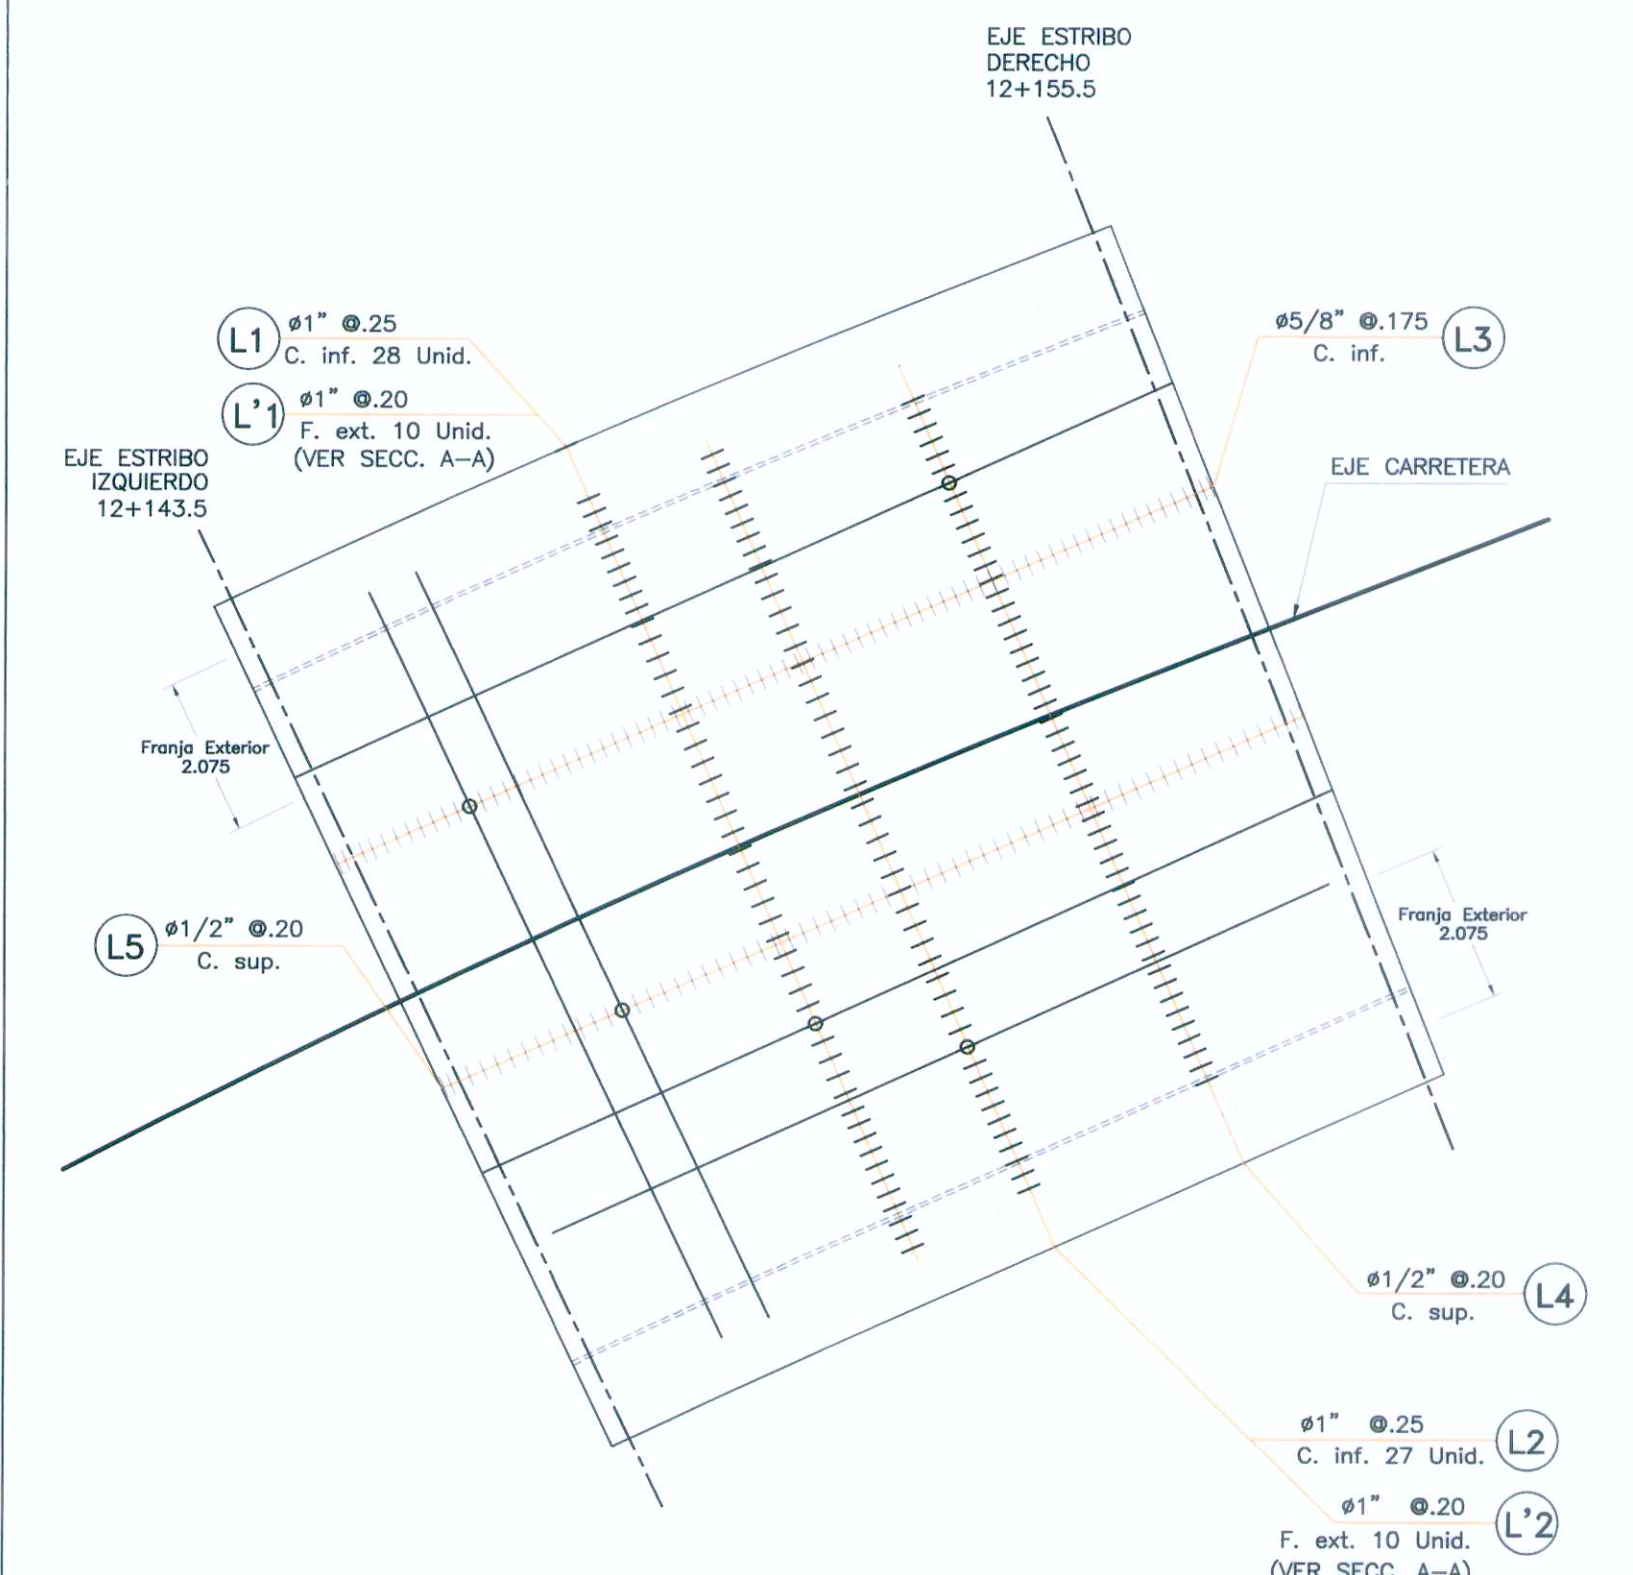 EJE ESTRIBO
DERECHO
12+155.5
L1 ø1" @.25
C. inf. 28 Unid.
L'1 ø1" @.20
F. ext. 10 Unid.
(VER SECC. A–A)
ø5/8" @.175 L3
C. inf.
EJE ESTRIBO
IZQUIERDO
12+143.5
EJE CARRETERA
Franja Exterior
2.075
L5 ø1/2" @.20
C. sup.
Franja Exterior
2.075
ø1/2" @.20 L4
C. sup.
ø1" @.25 L2
C. inf. 27 Unid.
ø1" @.20 L'2
F. ext. 10 Unid.
(VER SECC. A–A)